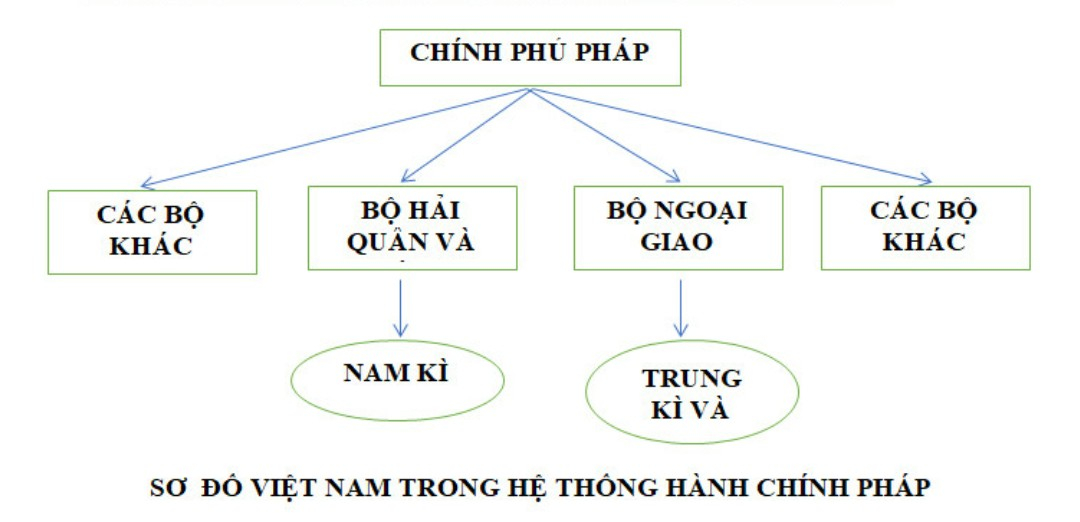 CHÍNH PHỦ PHÁP
CÁC BỘ
KHÁC
BỘ HẢI
QUÂN VÀ
BỘ NGOẠI
GIAO
CÁC BỘ
KHÁC
NAM KÌ
TRUNG
KÌ VÀ
SƠ ĐỒ VIỆT NAM TRONG HỆ THỐNG HÀNH CHÍNH PHÁP